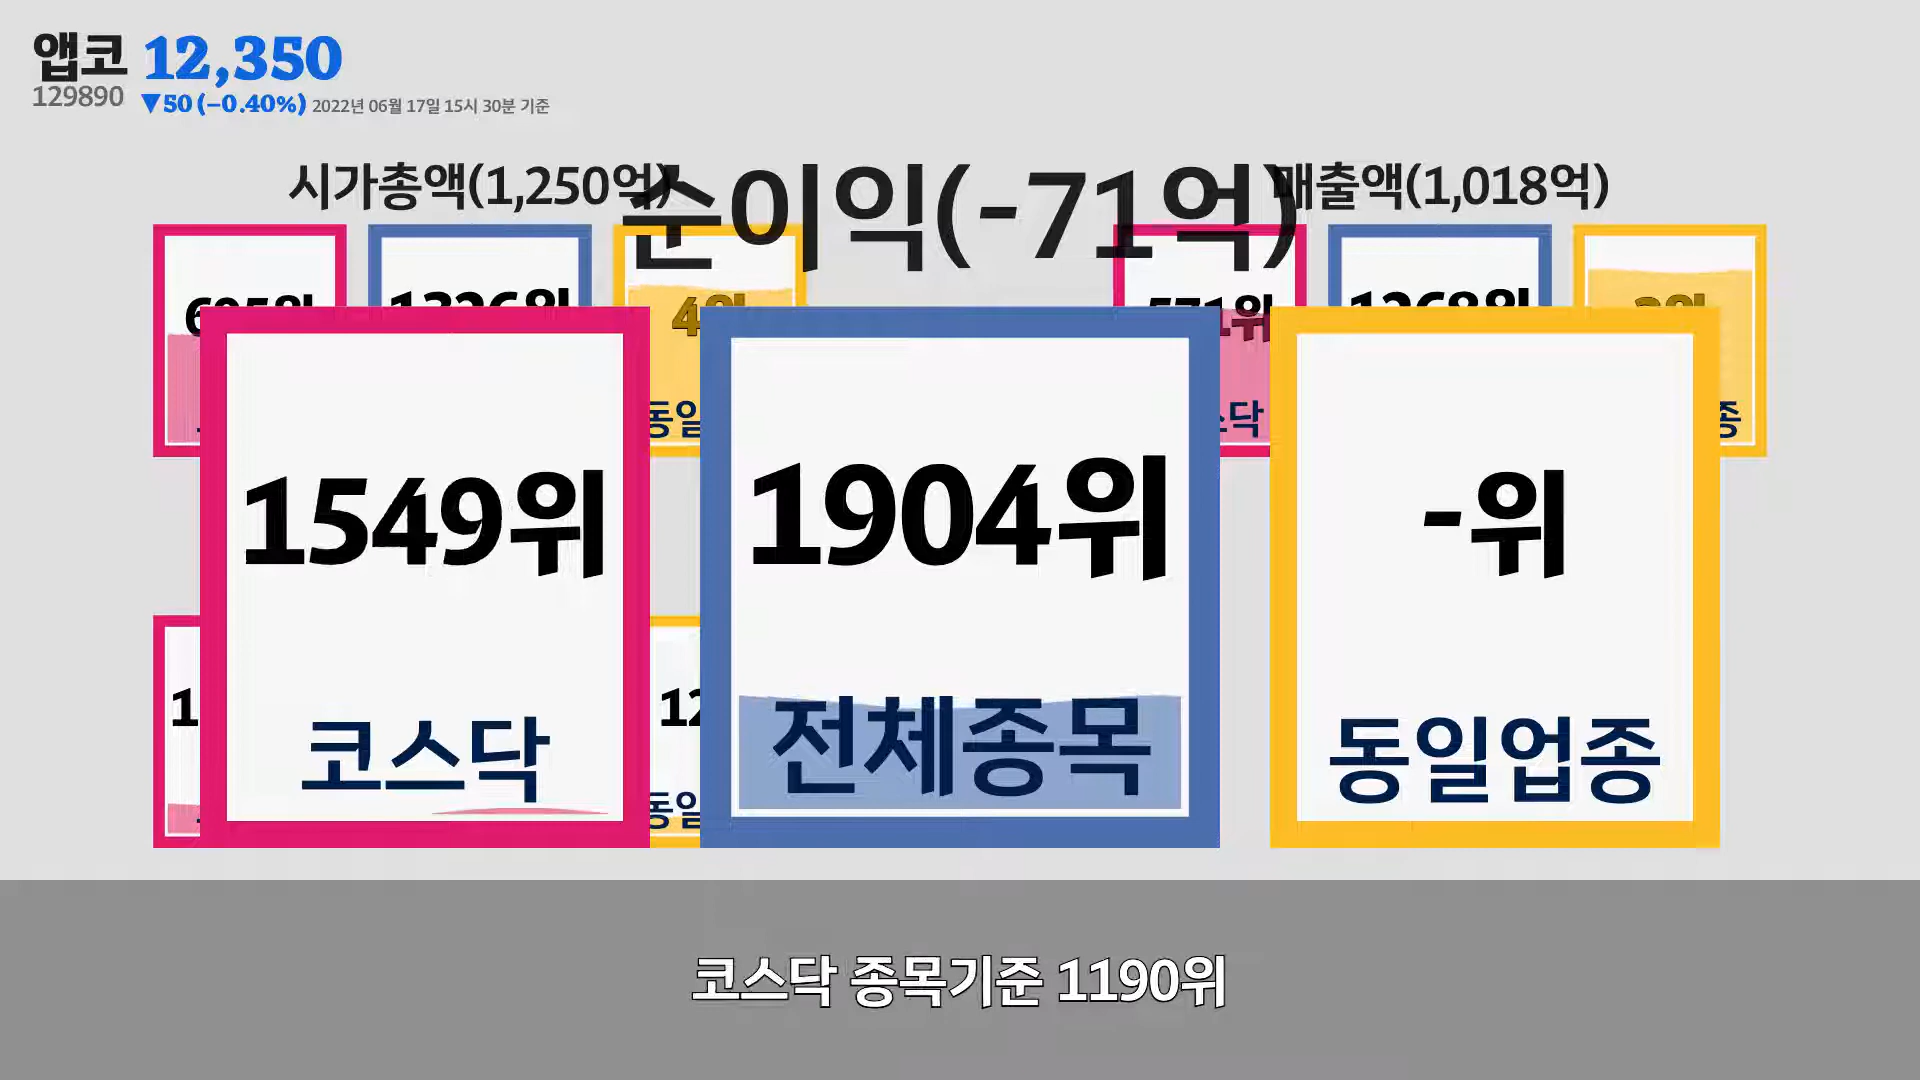 앱코 12,350
129890 ▼50 (-0.40%) 2022년 06월 17일 15시 30분 기준
시가총액(1,250억)
순이익(-71억)
매출액(1,018억)
1549위
1904위
-위
코스닥
전체종목
동일업종
코스닥 종목기준 1190위